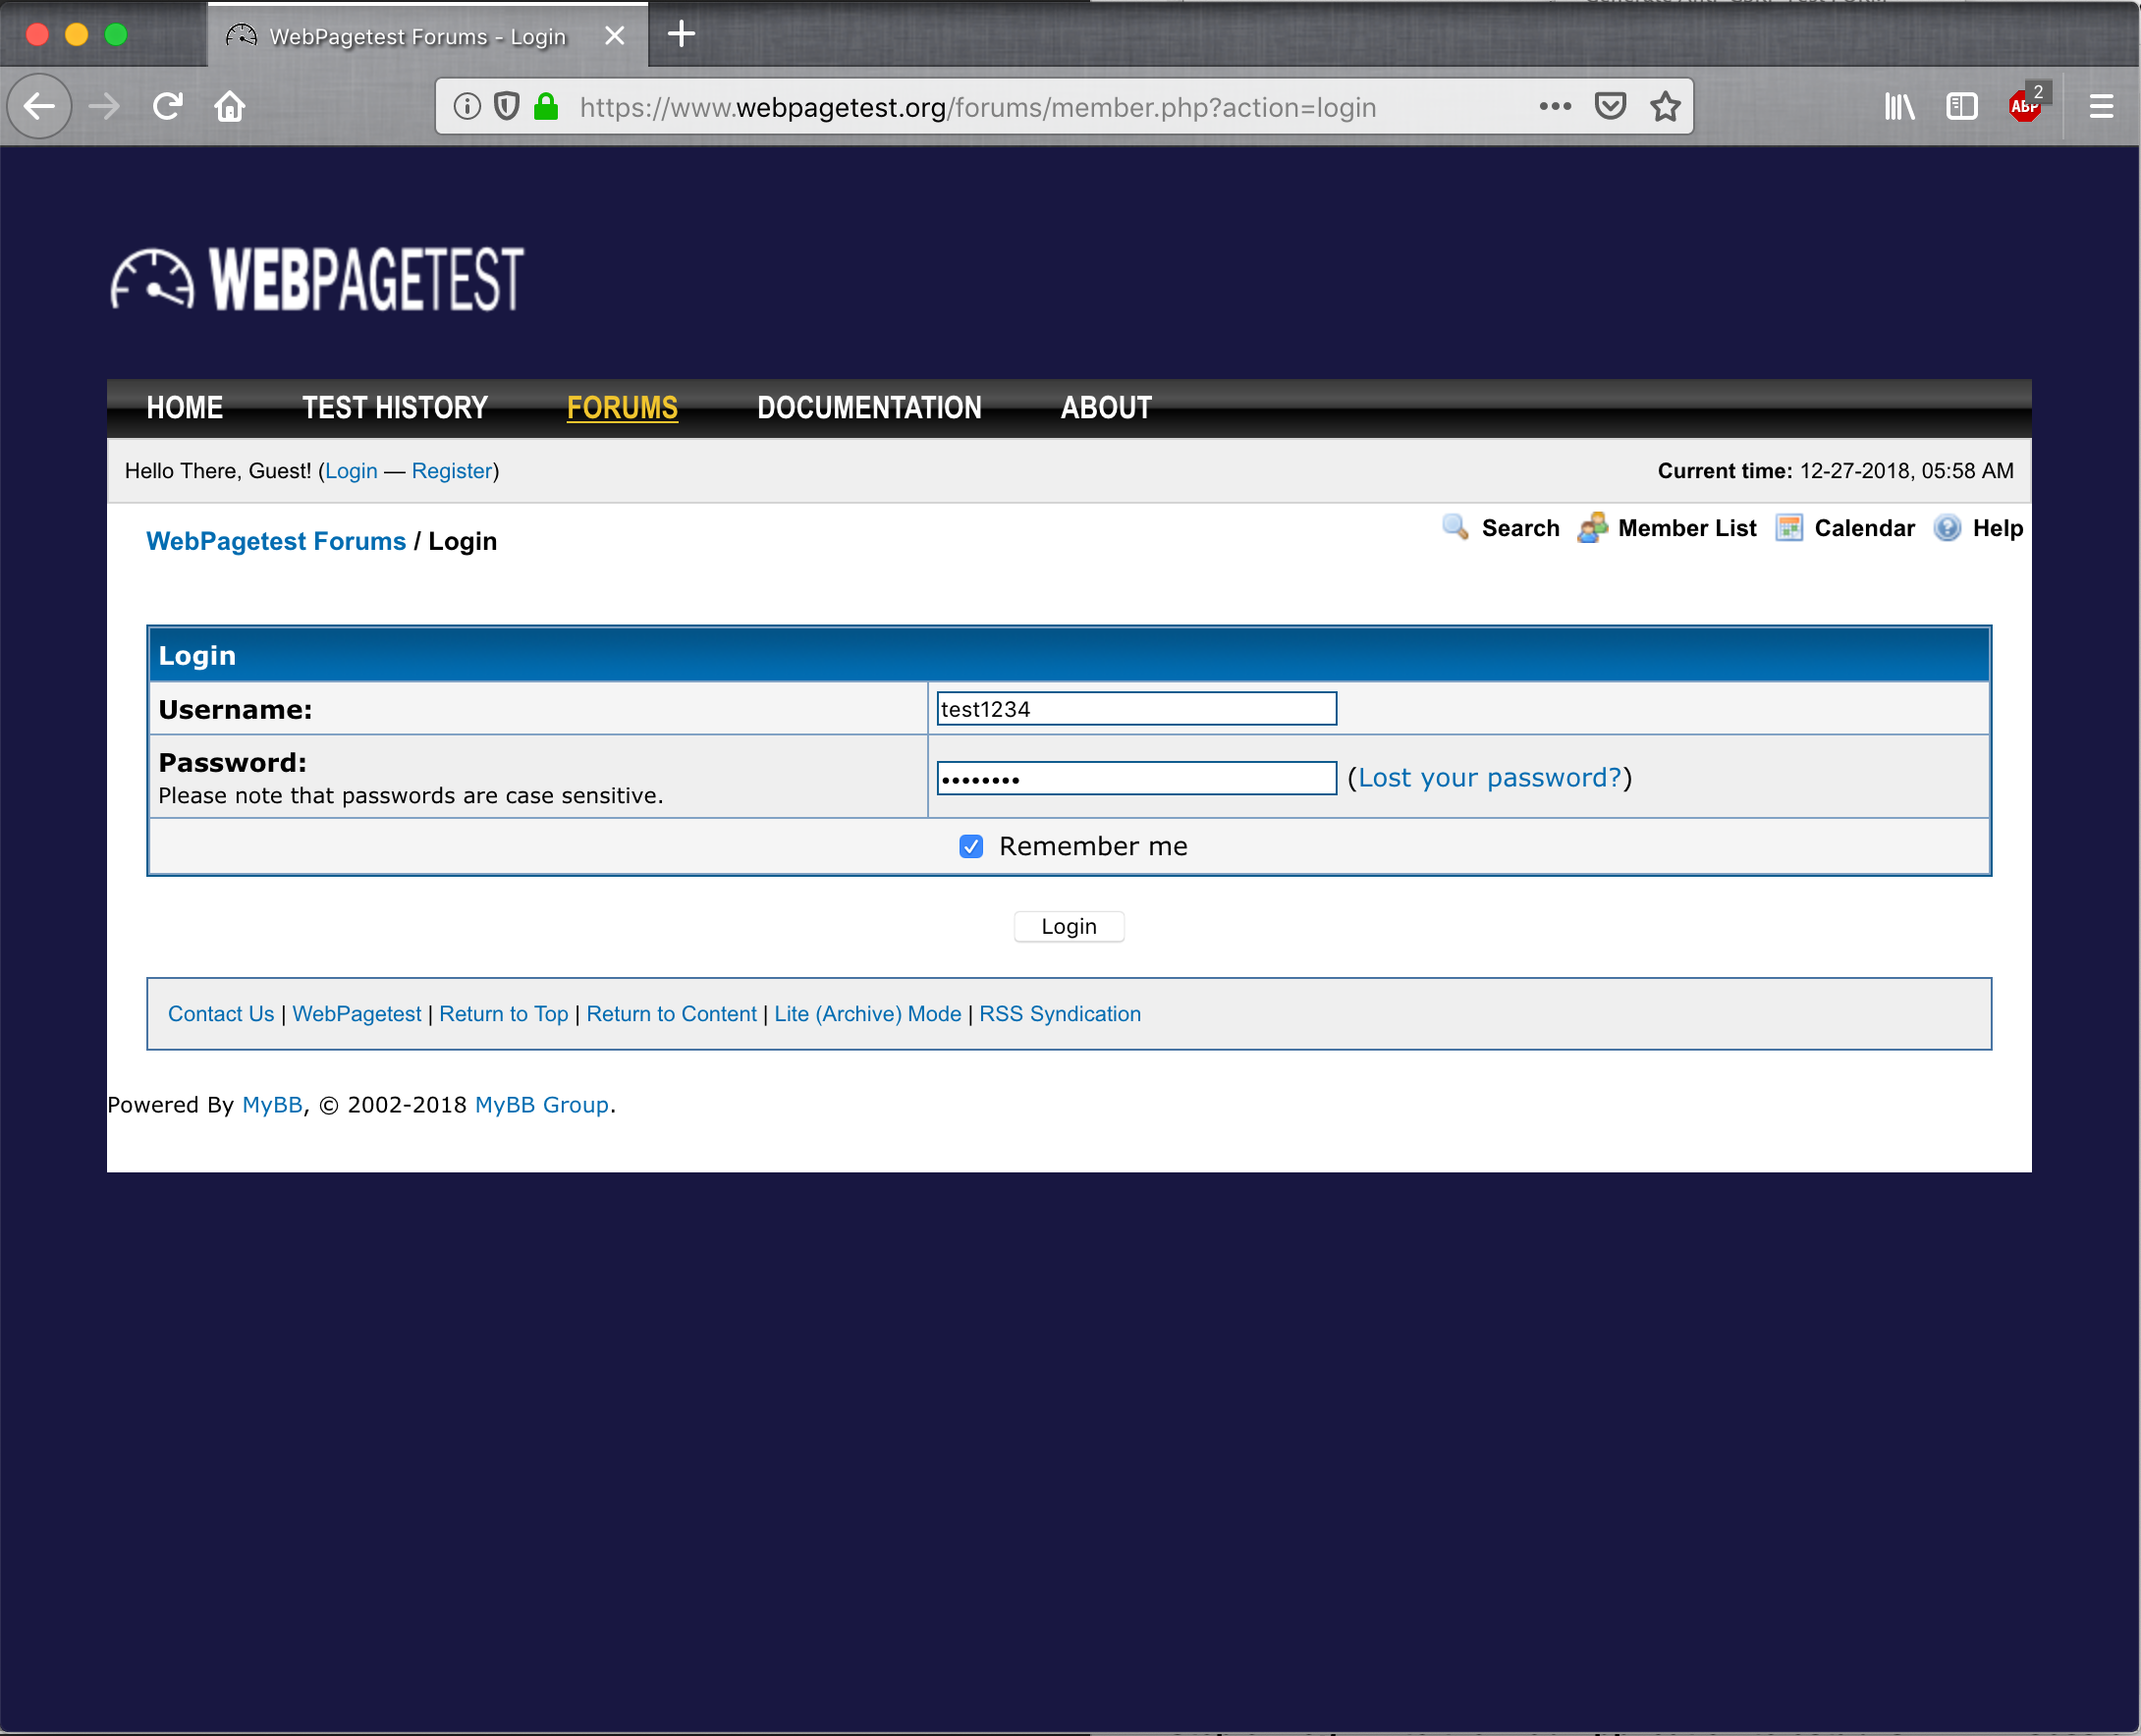 WebPagetest Forums - Login
https://www.webpagetest.org/forums/member.php?action=login
ABP 2
WEBPAGETEST
HOME TEST HISTORY FORUMS DOCUMENTATION ABOUT
Hello There, Guest! (Login — Register)
Current time: 12-27-2018, 05:58 AM
Search Member List Calendar Help
WebPagetest Forums / Login
Login
Username: test1234
Password:
Please note that passwords are case sensitive.
(Lost your password?)
Remember me
Login
Contact Us | WebPagetest | Return to Top | Return to Content | Lite (Archive) Mode | RSS Syndication
Powered By MyBB, © 2002-2018 MyBB Group.